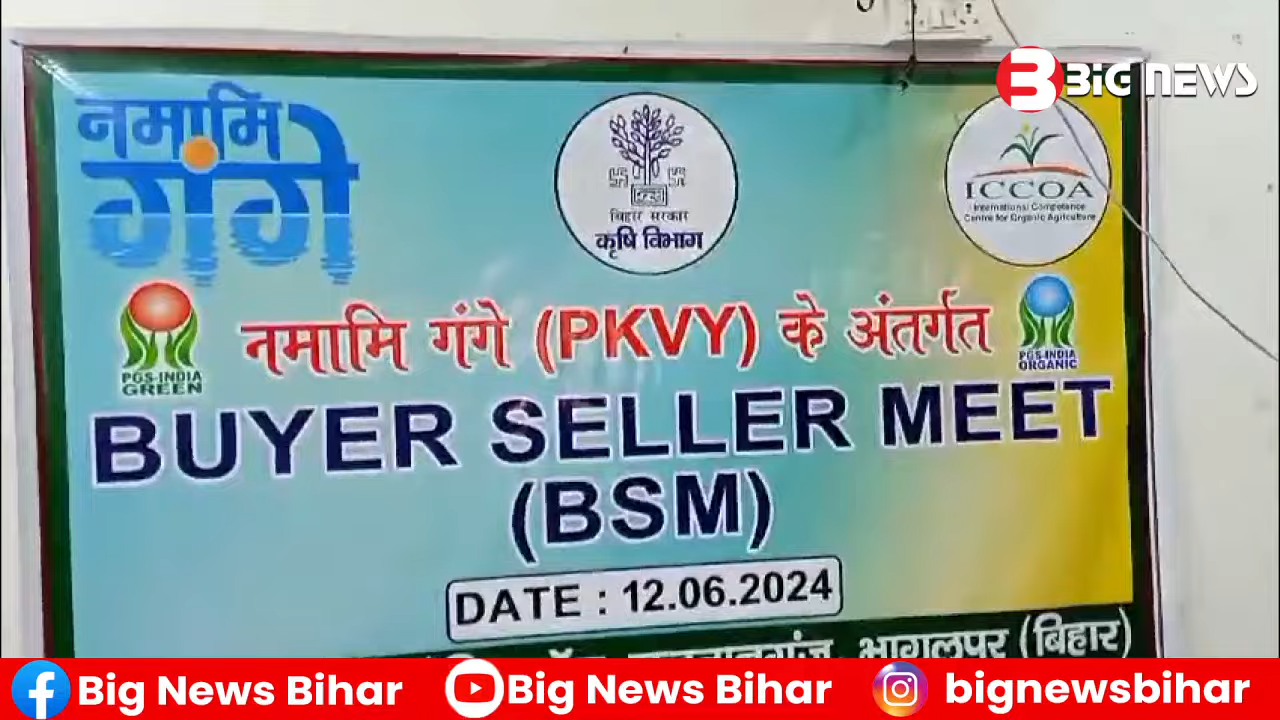 BIG NEWS
नमामि
गंगे
बिहार सरकार
कृषि विभाग
ICCOA
International Competence
Centre for Organic Agriculture
नमामि गंगे (PKVY) के अंतर्गत
PGS-INDIA
GREEN
PGS-INDIA
ORGANIC
BUYER SELLER MEET
(BSM)
DATE : 12.06.2024
भागलपुर (बिहार)
Big News Bihar
Big News Bihar
bignewsbihar